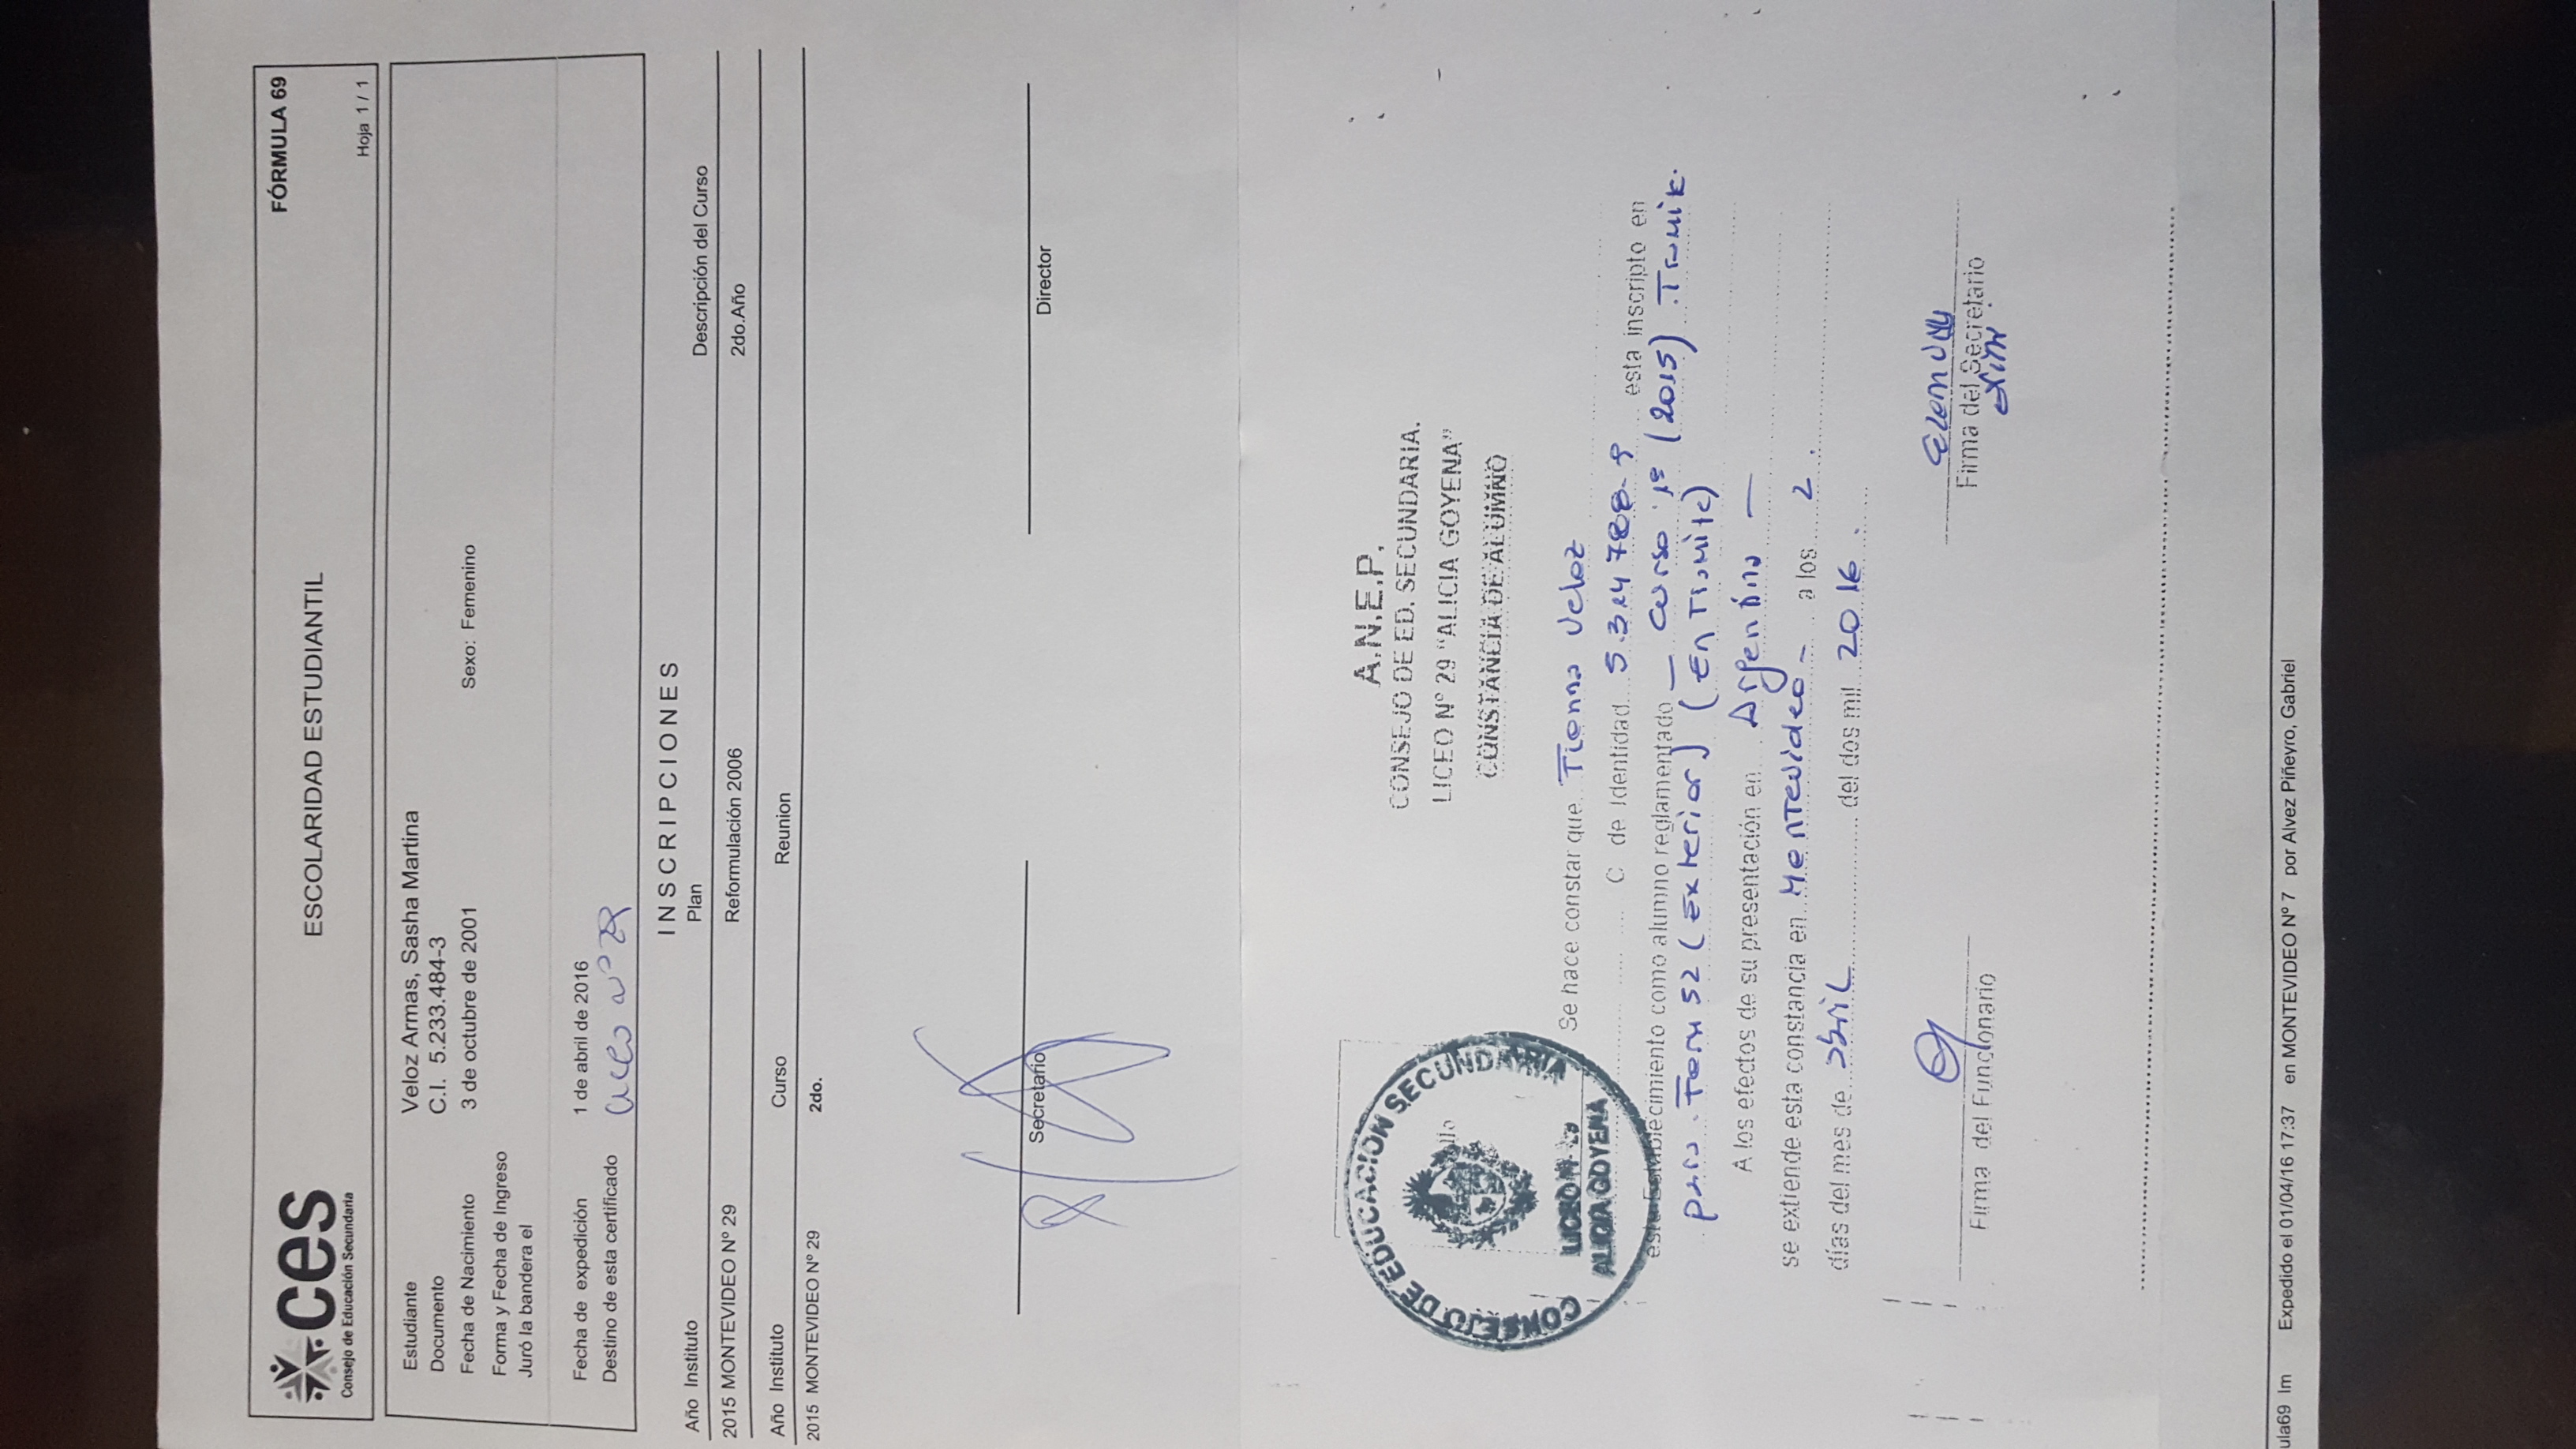 ces
Consejo de Educación Secundaria
ESCOLARIDAD ESTUDIANTIL
FÓRMULA 69
Hoja 1 / 1
Estudiante Veloz Armas, Sasha Martina
Documento C.I. 5.233.484-3
Fecha de Nacimiento 3 de octubre de 2001 Sexo: Femenino
Forma y Fecha de Ingreso
Juró la bandera el
Fecha de expedición 1 de abril de 2016
Destino de esta certificado Liceo Nº 29
INSCRIPCIONES
Año Instituto Plan Descripción del Curso
2015 MONTEVIDEO Nº 29 Reformulación 2006 2do.Año
Año Instituto Curso Reunion
2015 MONTEVIDEO Nº 29 2do.
Secretario Director
CONSEJO DE EDUCACION SECUNDARIA
LICEO Nº 29
ALICIA GOYENA
A.N.E.P.
CONSEJO DE ED. SECUNDARIA.
LICEO Nº 29 "ALICIA GOYENA"
CONSTANCIA DE ALUMNO
Se hace constar que Veloz
C de Identidad 5.314788-9 esta inscripto en
este Establecimiento como alumno reglamentado — curso 1º (2015) Tramite
para Form 52 (Exterior) (En Tramite)
A los efectos de su presentación en Argentina —
se extiende esta constancia en Montevideo - a los 2.
días del mes de abril del dos mil 2016.
Firma del Funcionario Firma del Secretario
ula69 Im Expedido el 01/04/16 17:37 en MONTEVIDEO Nº 7 por Alvez Piñeyro, Gabriel